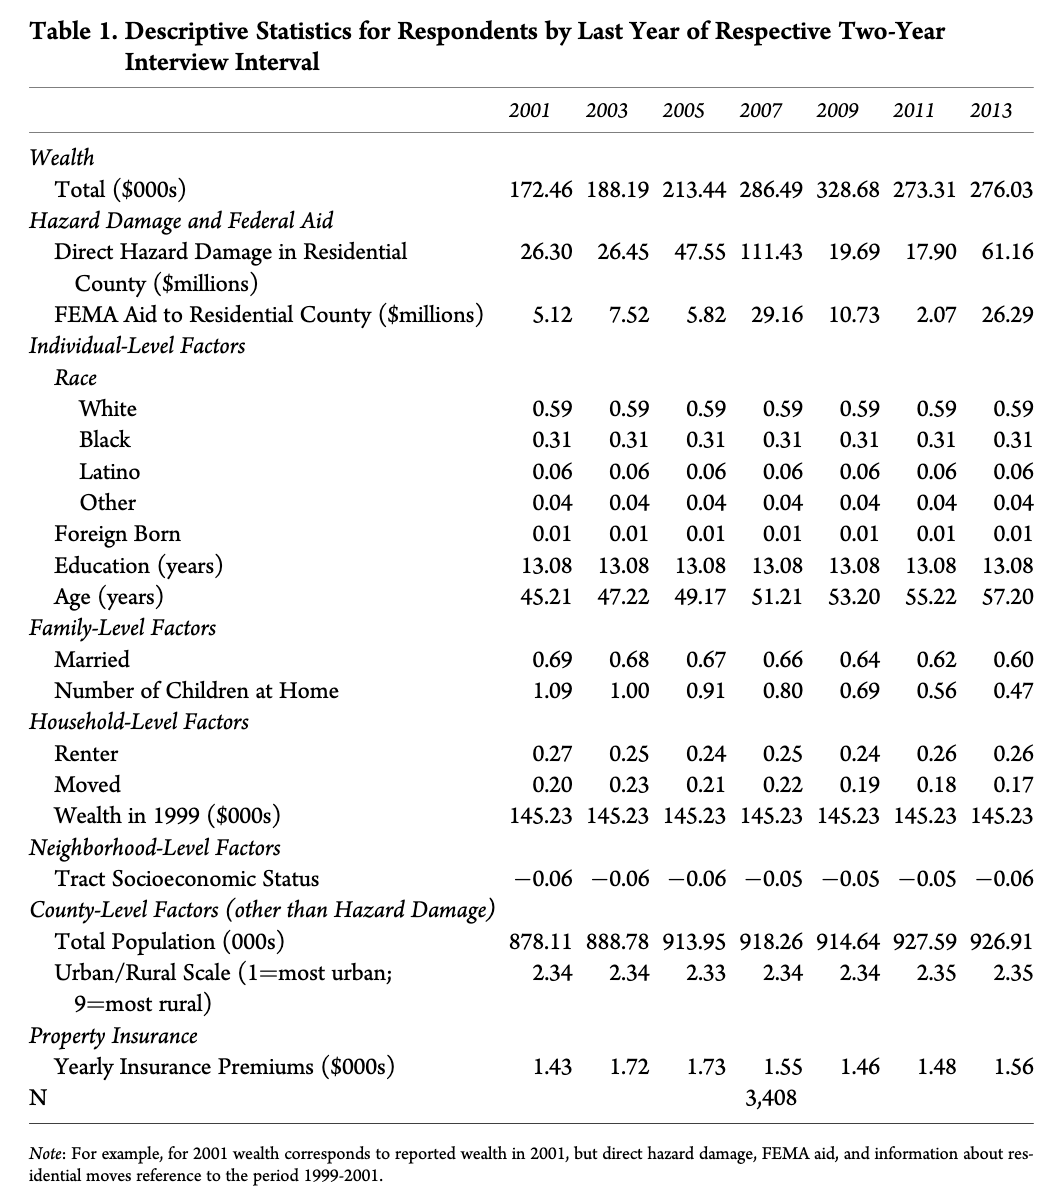 Table 1. Descriptive Statistics for Respondents by Last Year of Respective Two-Year
Interview Interval
2001 2003 2005 2007 2009 2011 2013
Wealth
Total ($000s) 172.46 188.19 213.44 286.49 328.68 273.31 276.03
Hazard Damage and Federal Aid
Direct Hazard Damage in Residential 26.30 26.45 47.55 111.43 19.69 17.90 61.16
County ($millions)
FEMA Aid to Residential County ($millions) 5.12 7.52 5.82 29.16 10.73 2.07 26.29
Individual-Level Factors
Race
White 0.59 0.59 0.59 0.59 0.59 0.59 0.59
Black 0.31 0.31 0.31 0.31 0.31 0.31 0.31
Latino 0.06 0.06 0.06 0.06 0.06 0.06 0.06
Other 0.04 0.04 0.04 0.04 0.04 0.04 0.04
Foreign Born 0.01 0.01 0.01 0.01 0.01 0.01 0.01
Education (years) 13.08 13.08 13.08 13.08 13.08 13.08 13.08
Age (years) 45.21 47.22 49.17 51.21 53.20 55.22 57.20
Family-Level Factors
Married 0.69 0.68 0.67 0.66 0.64 0.62 0.60
Number of Children at Home 1.09 1.00 0.91 0.80 0.69 0.56 0.47
Household-Level Factors
Renter 0.27 0.25 0.24 0.25 0.24 0.26 0.26
Moved 0.20 0.23 0.21 0.22 0.19 0.18 0.17
Wealth in 1999 ($000s) 145.23 145.23 145.23 145.23 145.23 145.23 145.23
Neighborhood-Level Factors
Tract Socioeconomic Status −0.06 −0.06 −0.06 −0.05 −0.05 −0.05 −0.06
County-Level Factors (other than Hazard Damage)
Total Population (000s) 878.11 888.78 913.95 918.26 914.64 927.59 926.91
Urban/Rural Scale (1=most urban; 2.34 2.34 2.33 2.34 2.34 2.35 2.35
9=most rural)
Property Insurance
Yearly Insurance Premiums ($000s) 1.43 1.72 1.73 1.55 1.46 1.48 1.56
N 3,408
Note: For example, for 2001 wealth corresponds to reported wealth in 2001, but direct hazard damage, FEMA aid, and information about res-
idential moves reference to the period 1999-2001.